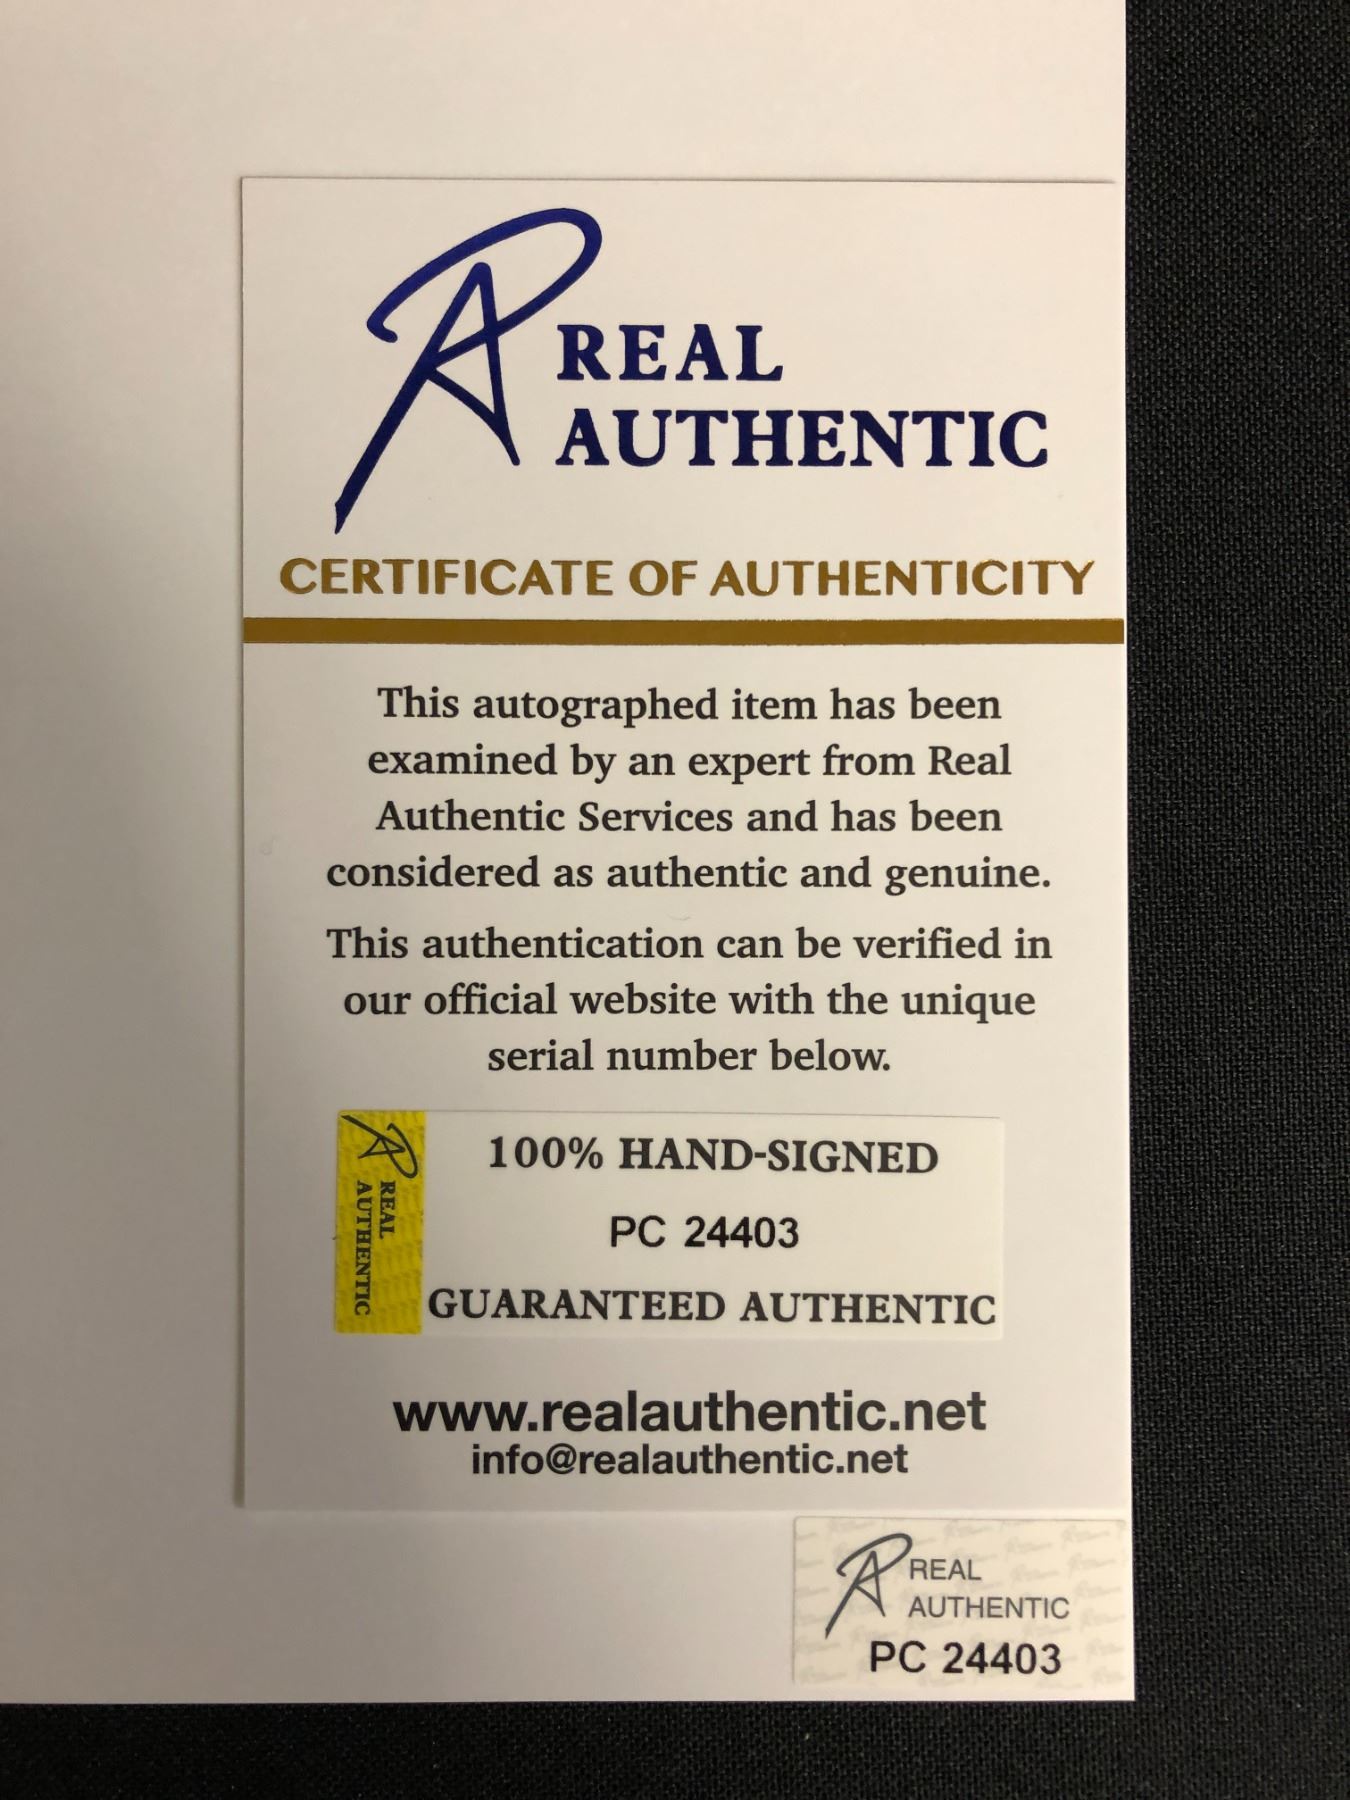 REAL
AUTHENTIC
CERTIFICATE OF AUTHENTICITY
This autographed item has been
examined by an expert from Real
Authentic Services and has been
considered as authentic and genuine.
This authentication can be verified in
our official website with the unique
serial number below.
REAL
AUTHENTIC
100% HAND-SIGNED
PC 24403
GUARANTEED AUTHENTIC
www.realauthentic.net
info@realauthentic.net
REAL
AUTHENTIC
PC 24403